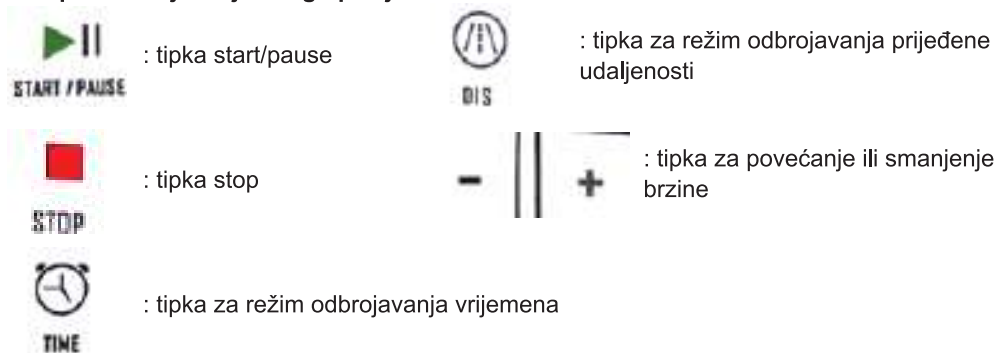 START / PAUSE
: tipka start/pause
DIS
: tipka za režim odbrojavanja prijeđene
udaljenosti
STOP
: tipka stop
- +
: tipka za povećanje ili smanjenje
brzine
TIME
: tipka za režim odbrojavanja vrijemena